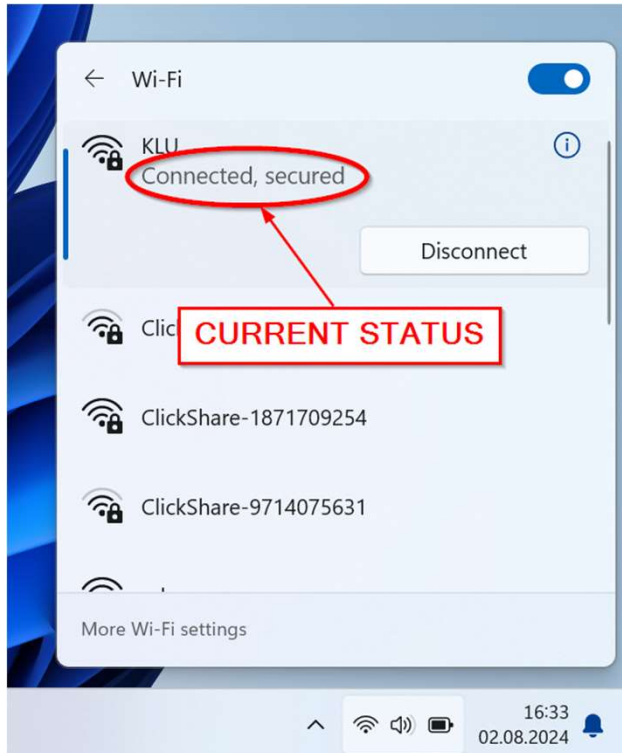 Wi-Fi
KLU
Connected, secured
Disconnect
CURRENT STATUS
ClickShare-1871709254
ClickShare-9714075631
More Wi-Fi settings
16:33
02.08.2024